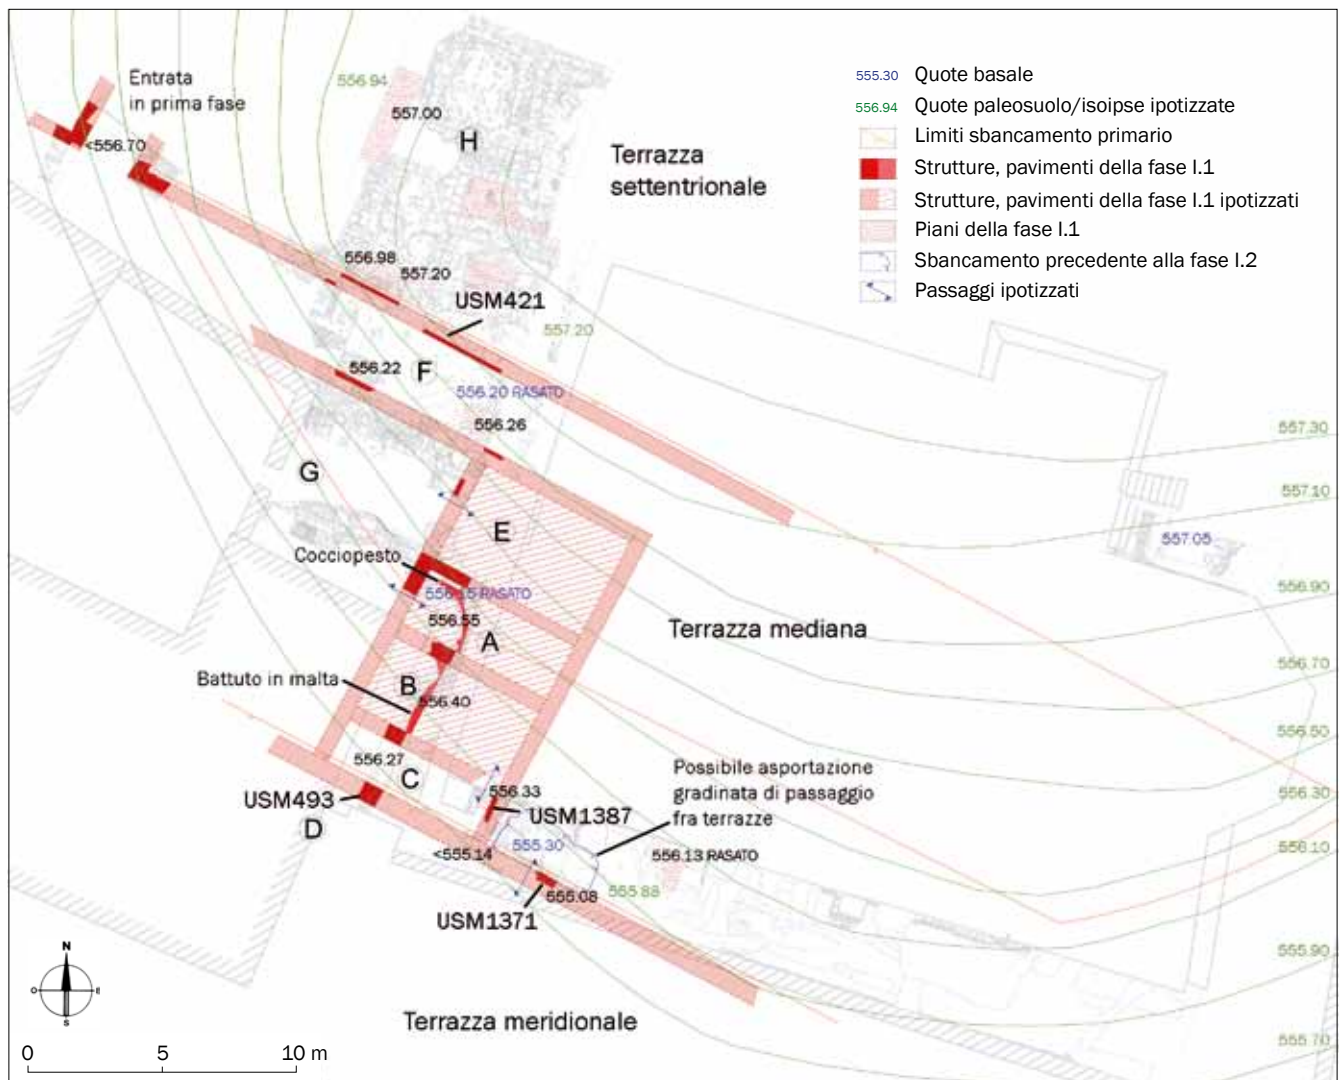 Entrata
in prima fase
<556.70
556.94
557.00
H
Terrazza
settentrionale
555.30 Quote basale
556.94 Quote paleosuolo/isoipse ipotizzate
Limiti sbancamento primario
Strutture, pavimenti della fase I.1
Strutture, pavimenti della fase I.1 ipotizzati
Piani della fase I.1
Sbancamento precedente alla fase I.2
Passaggi ipotizzati
556.98
557.20
USM421
557.20
556.22
F
556.20 RASATO
556.26
557.30
G
557.10
E
557.05
Cocciopesto
RASATO
556.90
556.55
A
Terrazza mediana
556.70
Battuto in malta
B
556.40
556.50
556.27
C
Possibile asportazione
gradinata di passaggio
fra terrazze
556.33
556.30
USM493
USM1387
D
555.30
<555.14
556.13 RASATO
556.10
555.08
555.88
USM1371
555.90
N
O
E
S
Terrazza meridionale
555.70
0
5
10 m